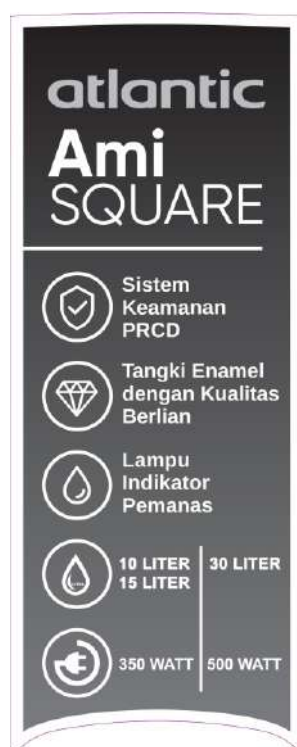 atlantic
Ami
SQUARE
Sistem
Keamanan
PRCD
Tangki Enamel
dengan Kualitas
Berlian
Lampu
Indikator
Pemanas
10 LITER 30 LITER
15 LITER
350 WATT 500 WATT